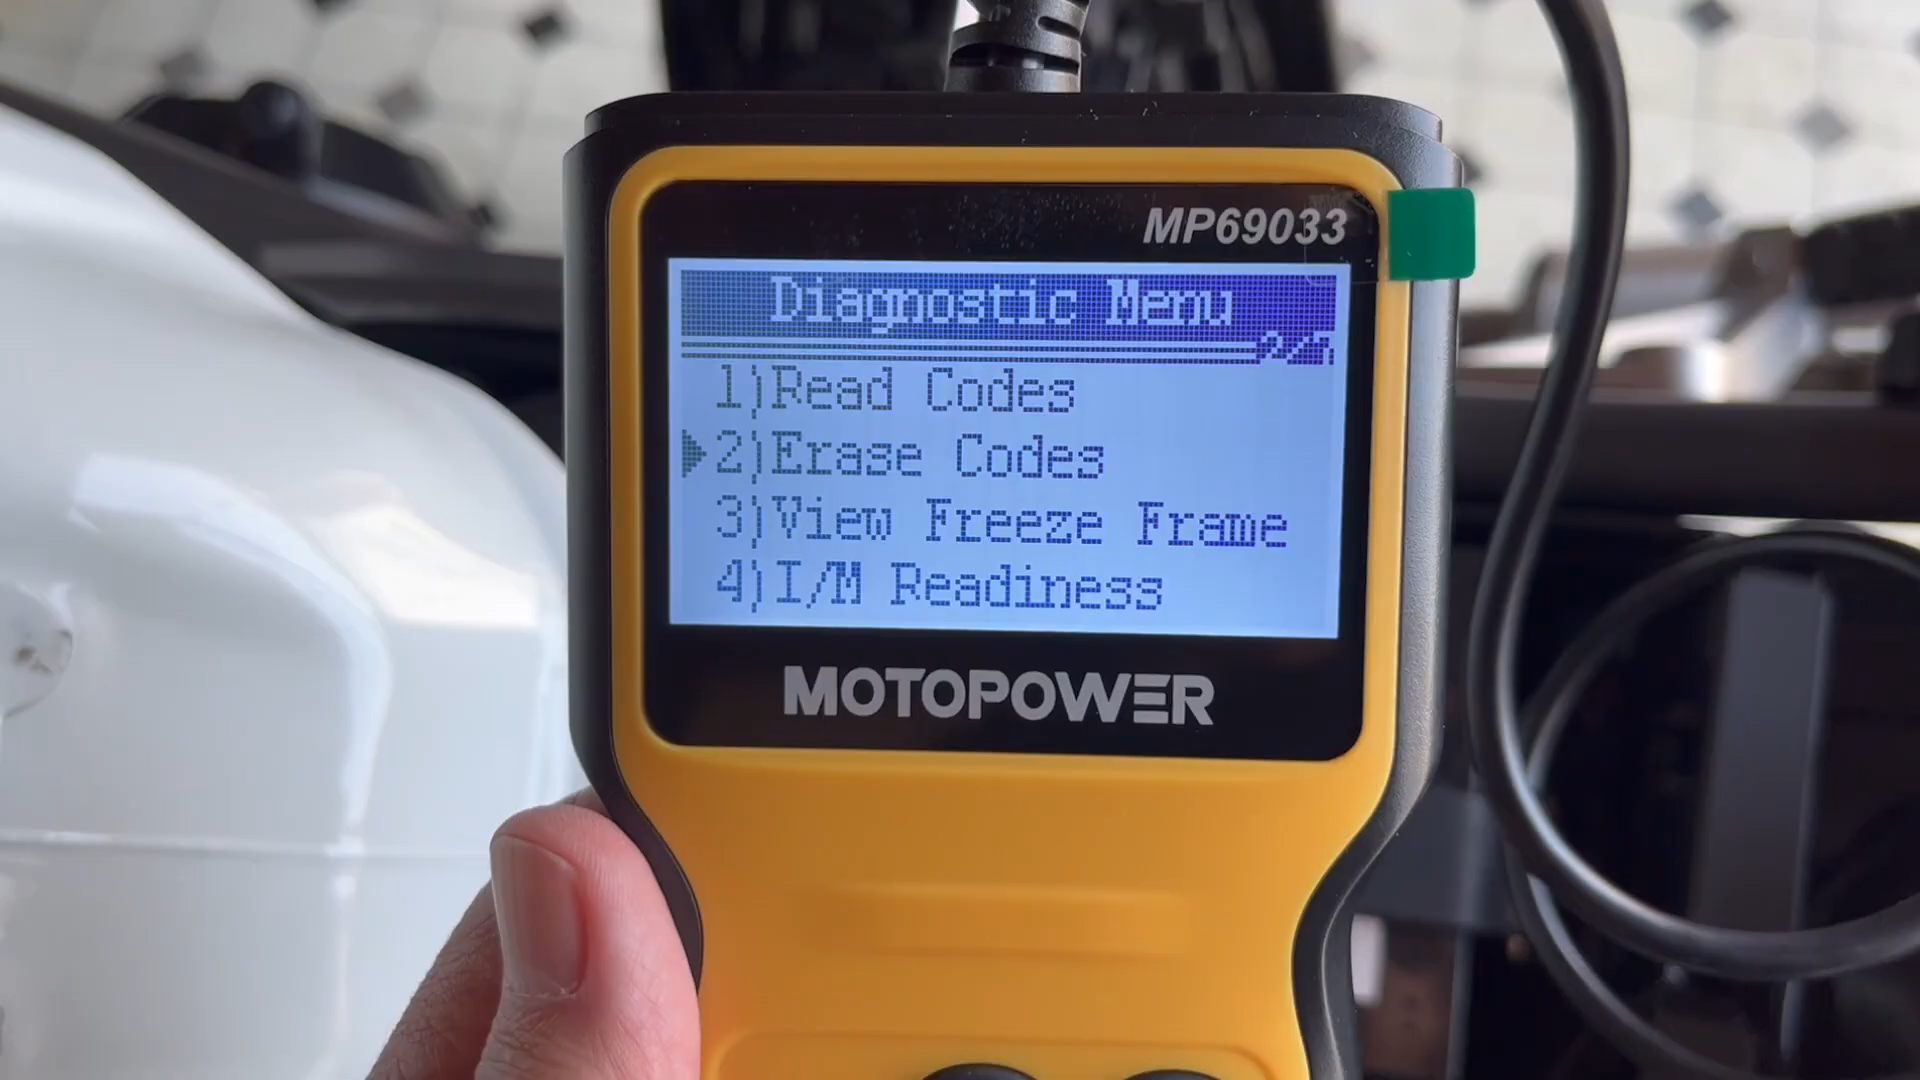 MP69033
Diagnostic Menu
1)Read Codes
2)Erase Codes
3)View Freeze Frame
4)I/M Readiness
MOTOPOWER